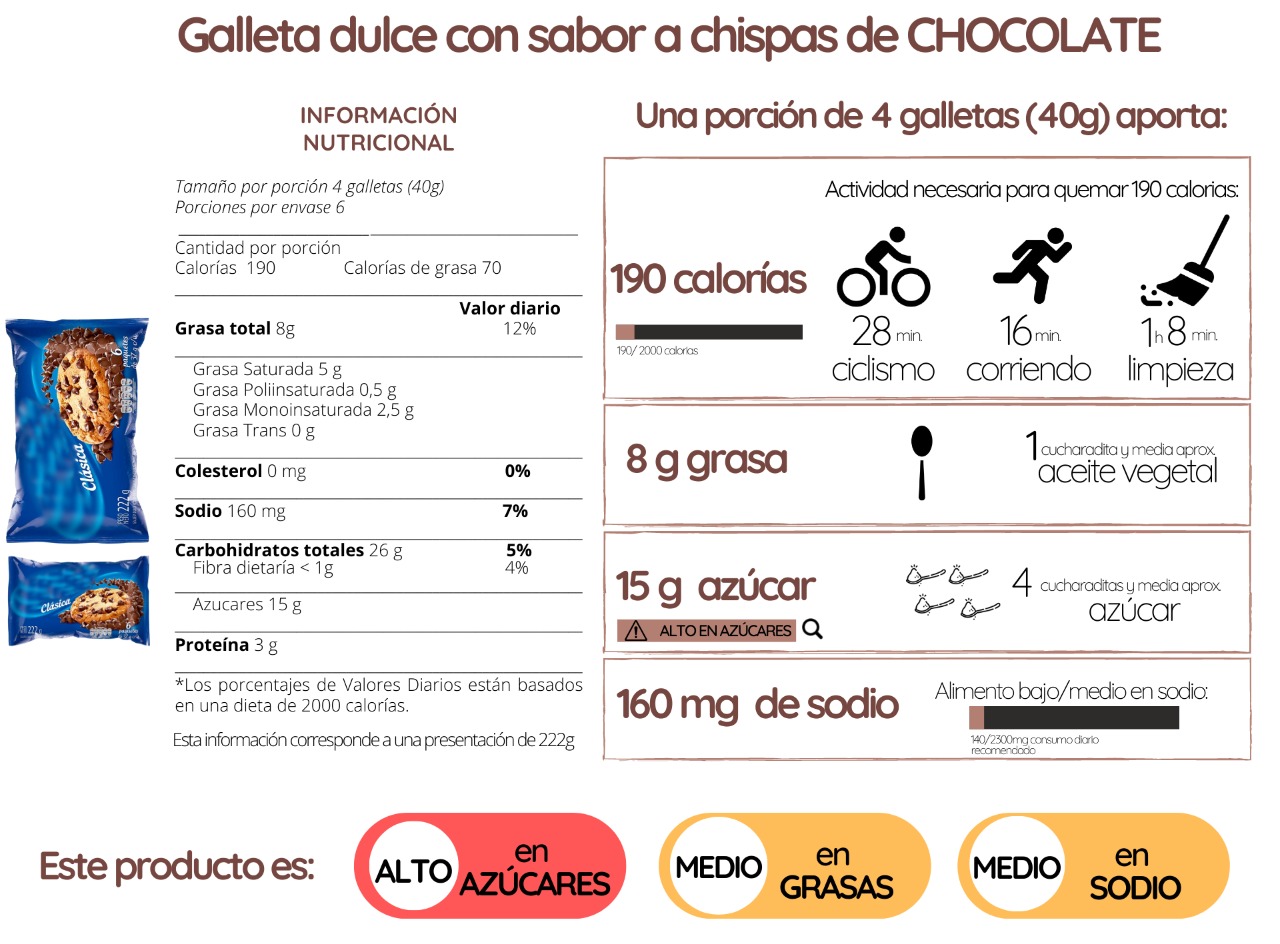 Galleta dulce con sabor a chispas de CHOCOLATE
INFORMACIÓN
NUTRICIONAL
Tamaño por porción 4 galletas (40g)
Porciones por envase 6
Cantidad por porción
Calorías 190 Calorías de grasa 70
Valor diario
Grasa total 8g 12%
Grasa Saturada 5 g
Grasa Poliinsaturada 0,5 g
Grasa Monoinsaturada 2,5 g
Grasa Trans 0 g
Colesterol 0 mg 0%
Sodio 160 mg 7%
Carbohidratos totales 26 g 5%
Fibra dietaría < 1g 4%
Azucares 15 g
Proteína 3 g
*Los porcentajes de Valores Diarios están basados
en una dieta de 2000 calorías.
Esta información corresponde a una presentación de 222g
Clásica
6
paquetes
222 g
Clásica
222 g
6
paquetes
Una porción de 4 galletas (40g) aporta:
Actividad necesaria para quemar 190 calorias:
190 calorías
190/2000 calorias
28 min.
ciclismo
16 min.
corriendo
1h 8 min.
limpieza
8 g grasa
1 cucharadita y media aprox.
aceite vegetal
15 g azúcar
ALTO EN AZÚCARES
4 cucharaditas y media aprox.
azúcar
160 mg de sodio
Alimento bajo/medio en sodio:
140/2300mg consumo diario
recomendado
Este producto es:
ALTO en AZÚCARES
MEDIO en GRASAS
MEDIO en SODIO